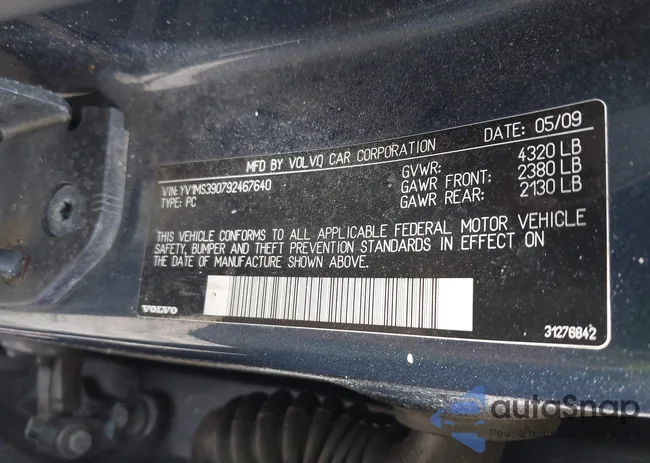 MFD BY VOLVO CAR CORPORATION DATE: 05/09
VIN: YV1MS390792467640
TYPE: PC
GVWR: 4320 LB
GAWR FRONT: 2380 LB
GAWR REAR: 2130 LB
THIS VEHICLE CONFORMS TO ALL APPLICABLE FEDERAL MOTOR VEHICLE
SAFETY, BUMPER AND THEFT PREVENTION STANDARDS IN EFFECT ON
THE DATE OF MANUFACTURE SHOWN ABOVE.
VOLVO
31276842
autoSnap